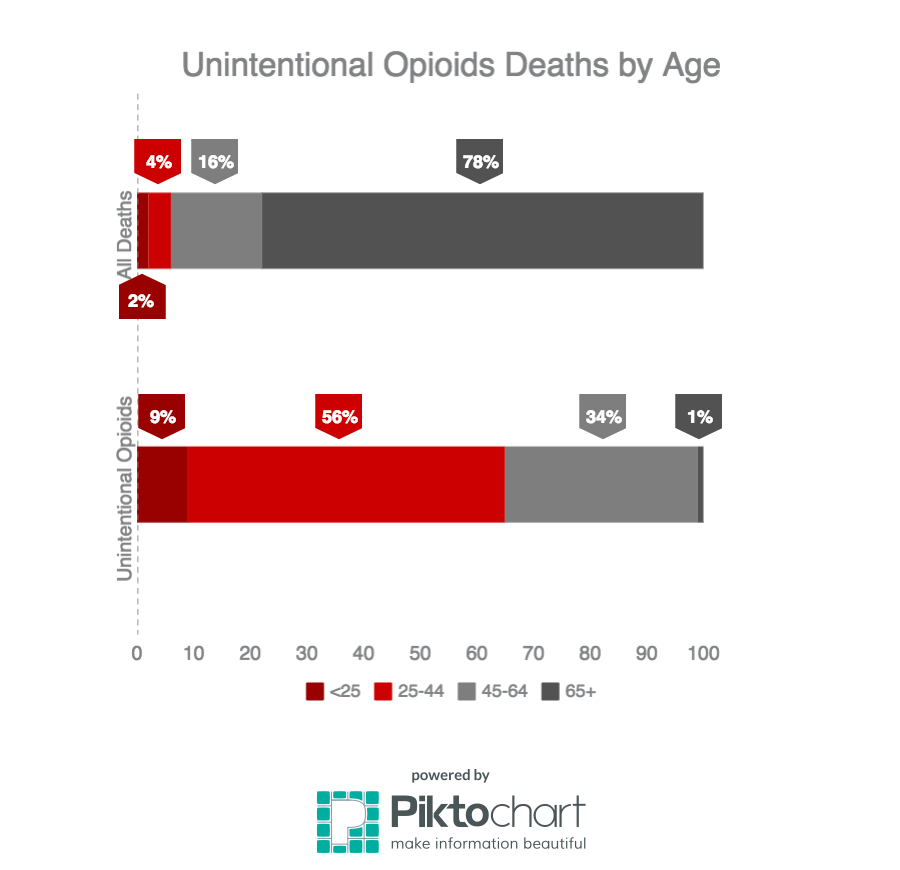 Unintentional Opioids Deaths by Age
4%
16%
78%
All Deaths
2%
9%
56%
34%
1%
Unintentional Opioids
0 10 20 30 40 50 60 70 80 90 100
<25 25-44 45-64 65+
powered by
Piktochart
make information beautiful